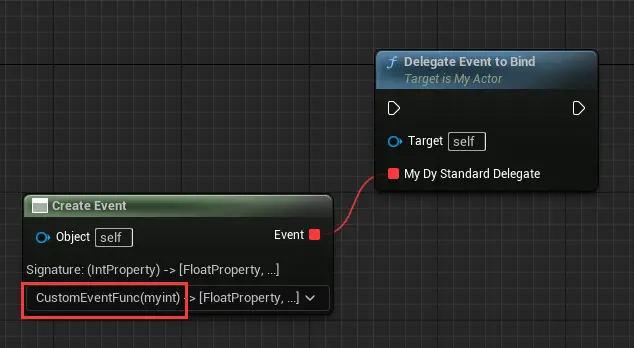 Delegate Event to Bind
Target is My Actor
Target self
My Dy Standard Delegate
Create Event
Object self
Event
Signature: (IntProperty) -> [FloatProperty, ...]
CustomEventFunc(myint) -> [FloatProperty, ...]